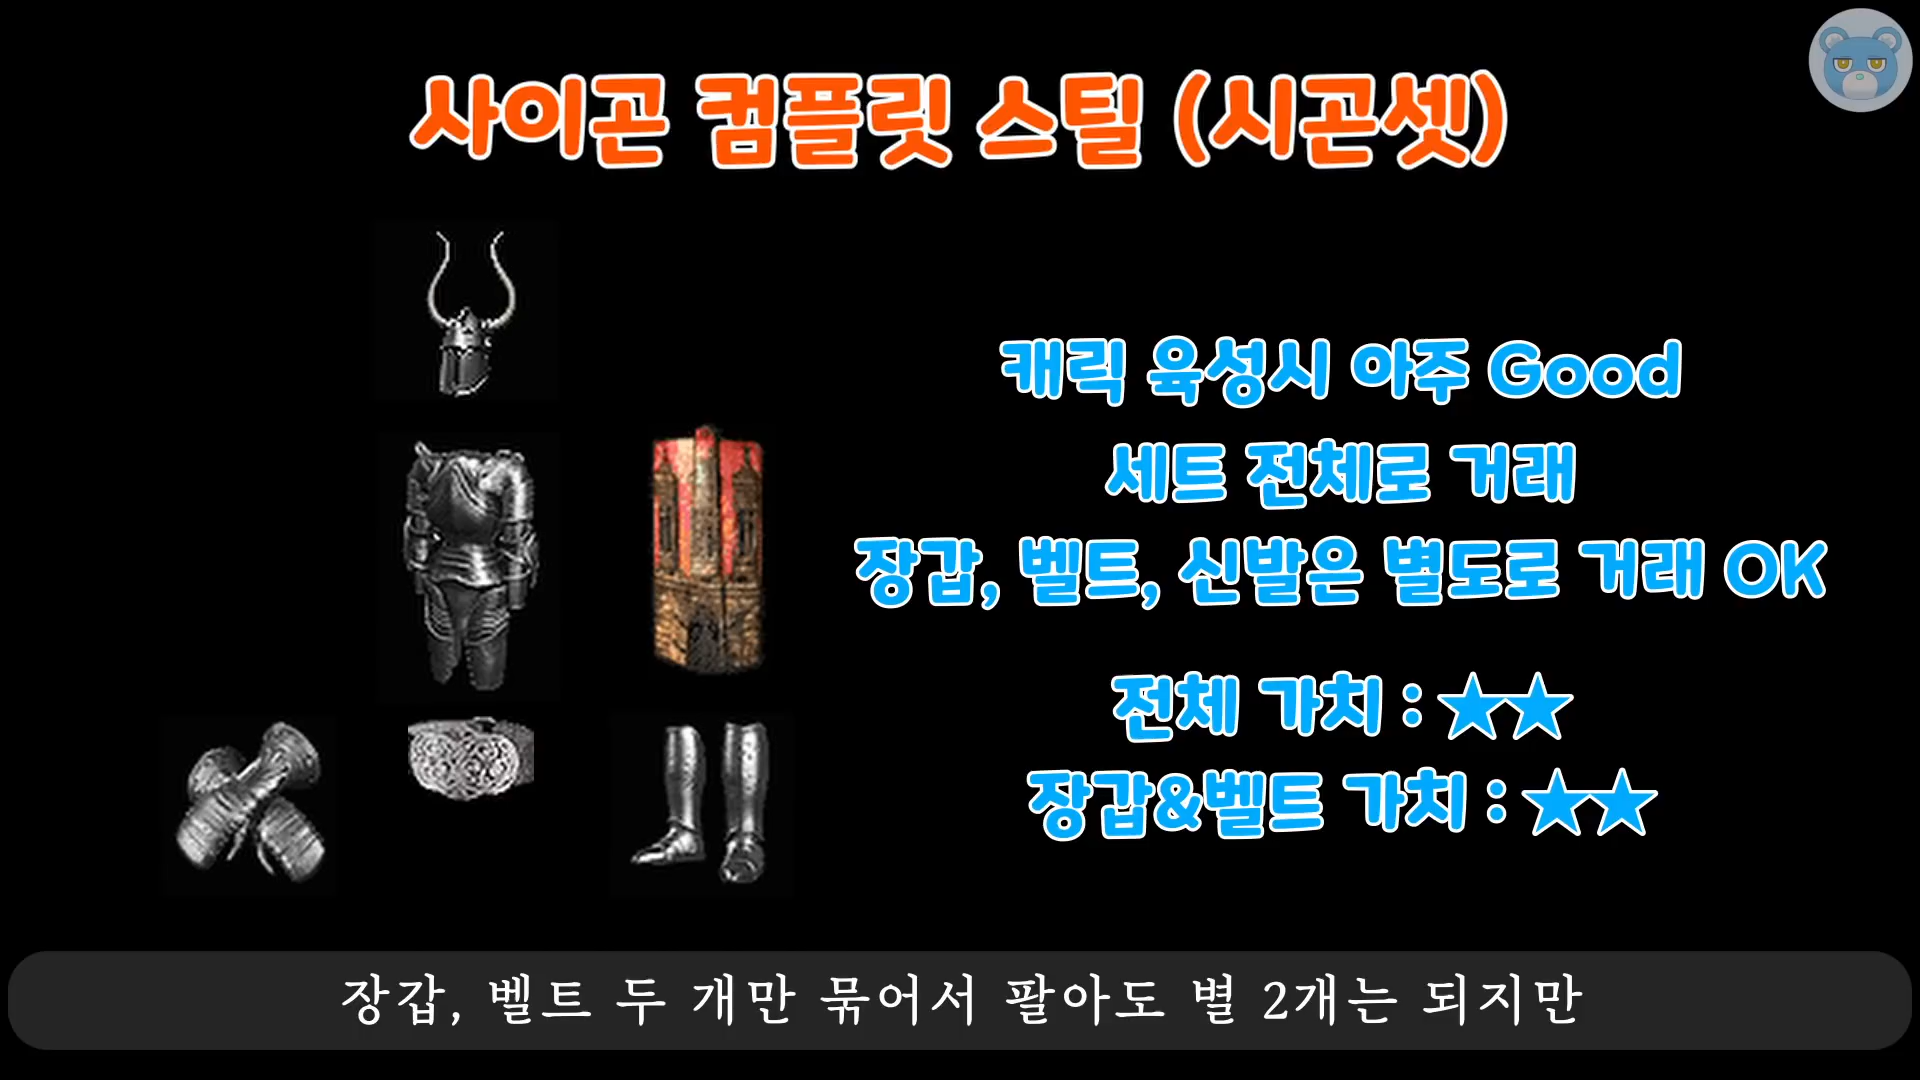 사이곤 컴플릿 스틸 (시곤셋)
캐릭 육성시 아주 Good
세트 전체로 거래
장갑, 벨트, 신발은 별도로 거래 OK
전체 가치 : ★★
장갑&벨트 가치 : ★★
장갑, 벨트 두 개만 묶어서 팔아도 별 2개는 되지만